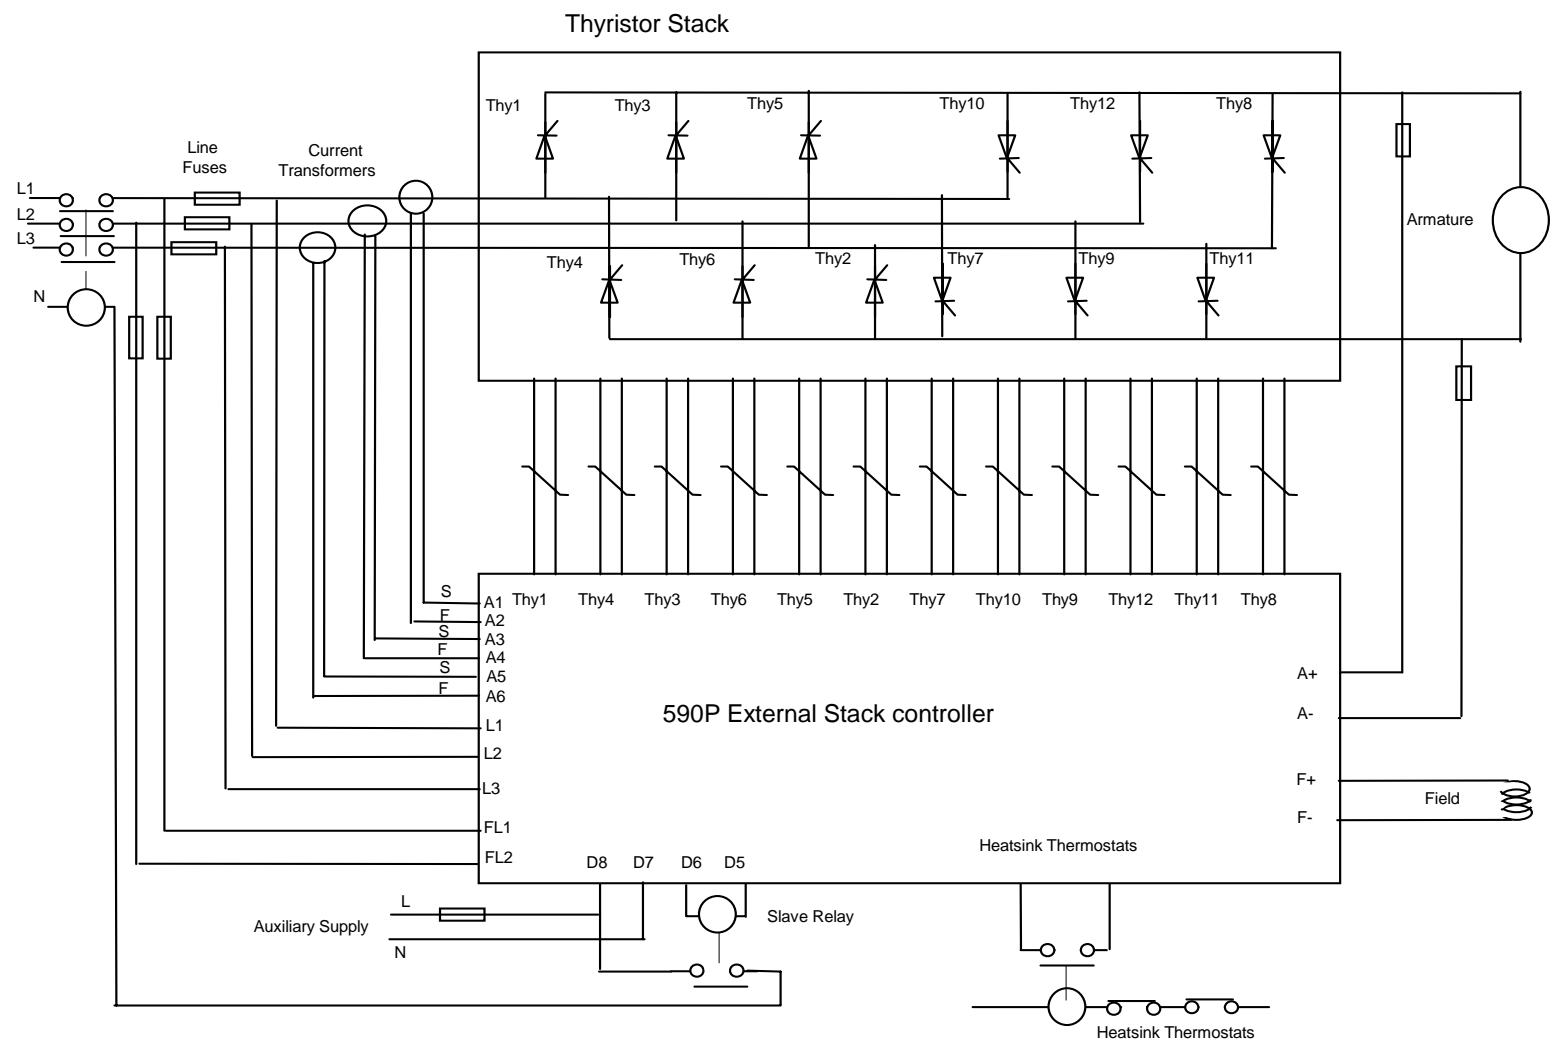 Thyristor Stack
Thy1
Thy3
Thy5
Thy10
Thy12
Thy8
Line
Fuses
Current
Transformers
L1
L2
L3
N
Armature
Thy4
Thy6
Thy2
Thy7
Thy9
Thy11
S
F
S
F
S
F
A1
A2
A3
A4
A5
A6
L1
L2
L3
FL1
FL2
Thy1
Thy4
Thy3
Thy6
Thy5
Thy2
Thy7
Thy10
Thy9
Thy12
Thy11
Thy8
590P External Stack controller
A+
A-
F+
F-
Field
Heatsink Thermostats
D8
D7
D6
D5
L
Auxiliary Supply
N
Slave Relay
Heatsink Thermostats